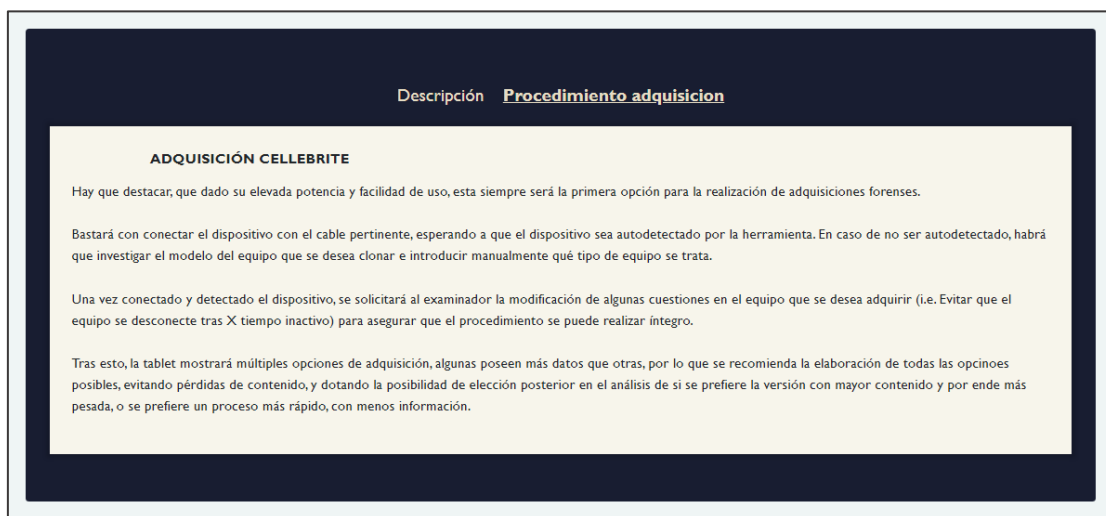 Descripción Procedimiento adquisicion
ADQUISICIÓN CELLEBRITE
Hay que destacar, que dado su elevada potencia y facilidad de uso, esta siempre será la primera opción para la realización de adquisiciones forenses.
Bastará con conectar el dispositivo con el cable pertinente, esperando a que el dispositivo sea autodetectado por la herramienta. En caso de no ser autodetectado, habrá
que investigar el modelo del equipo que se desea clonar e introducir manualmente qué tipo de equipo se trata.
Una vez conectado y detectado el dispositivo, se solicitará al examinador la modificación de algunas cuestiones en el equipo que se desea adquirir (i.e. Evitar que el
equipo se desconecte tras X tiempo inactivo) para asegurar que el procedimiento se puede realizar íntegro.
Tras esto, la tablet mostrará múltiples opciones de adquisición, algunas poseen más datos que otras, por lo que se recomienda la elaboración de todas las opcinoes
posibles, evitando pérdidas de contenido, y dotando la posibilidad de elección posterior en el análisis de si se prefiere la versión con mayor contenido y por ende más
pesada, o se prefiere un proceso más rápido, con menos información.